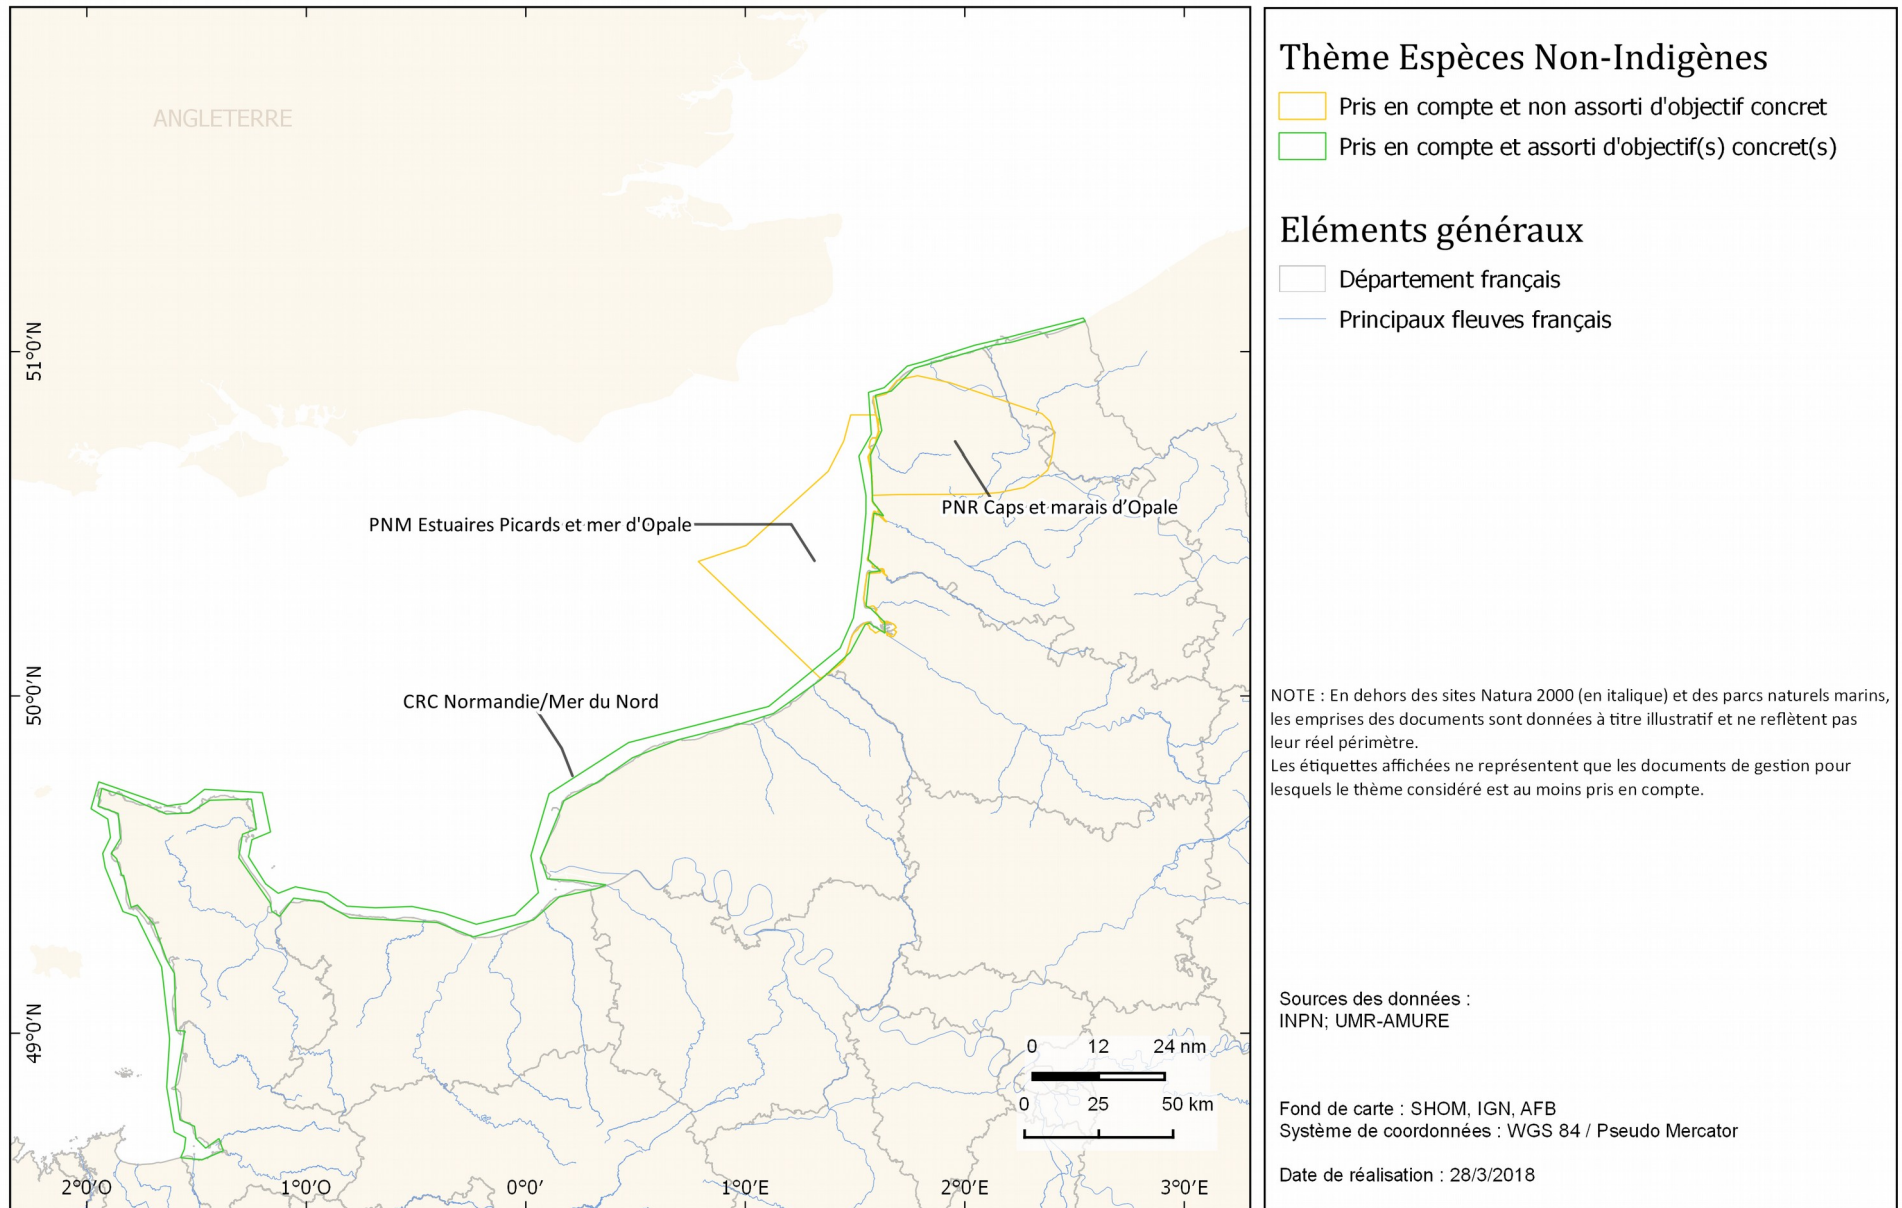 ANGLETERRE
51°0'N
PNM Estuaires Picards et mer d'Opale
PNR Caps et marais d’Opale
50°0'N
CRC Normandie/Mer du Nord
49°0'N
0 12 24 nm
0 25 50 km
2°0'O 1°0'O 0°0' 1°0'E 2°0'E 3°0'E
Thème Espèces Non-Indigènes
Pris en compte et non assorti d'objectif concret
Pris en compte et assorti d'objectif(s) concret(s)
Eléments généraux
Département français
Principaux fleuves français
NOTE : En dehors des sites Natura 2000 (en italique) et des parcs naturels marins,
les emprises des documents sont données à titre illustratif et ne reflètent pas
leur réel périmètre.
Les étiquettes affichées ne représentent que les documents de gestion pour
lesquels le thème considéré est au moins pris en compte.
Sources des données :
INPN; UMR-AMURE
Fond de carte : SHOM, IGN, AFB
Système de coordonnées : WGS 84 / Pseudo Mercator
Date de réalisation : 28/3/2018